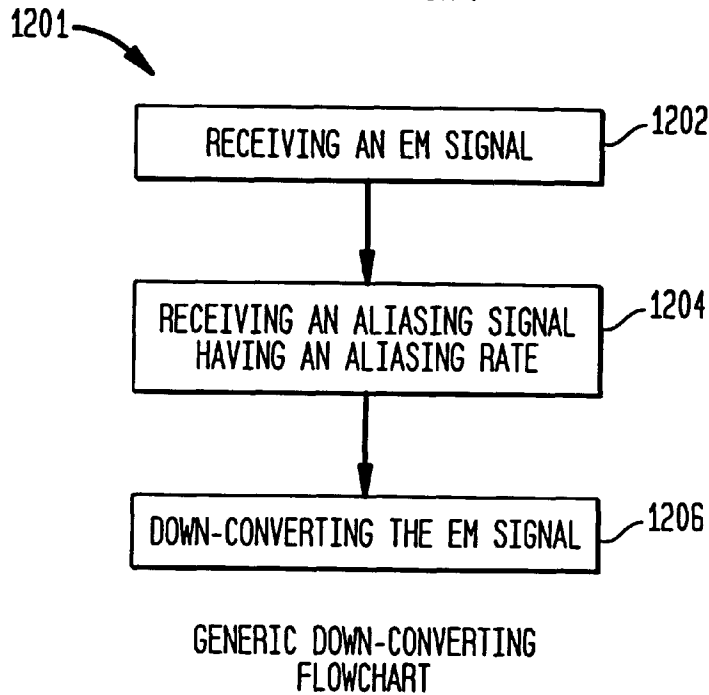 1201
RECEIVING AN EM SIGNAL
1202
RECEIVING AN ALIASING SIGNAL
HAVING AN ALIASING RATE
1204
DOWN-CONVERTING THE EM SIGNAL
1206
GENERIC DOWN-CONVERTING
FLOWCHART